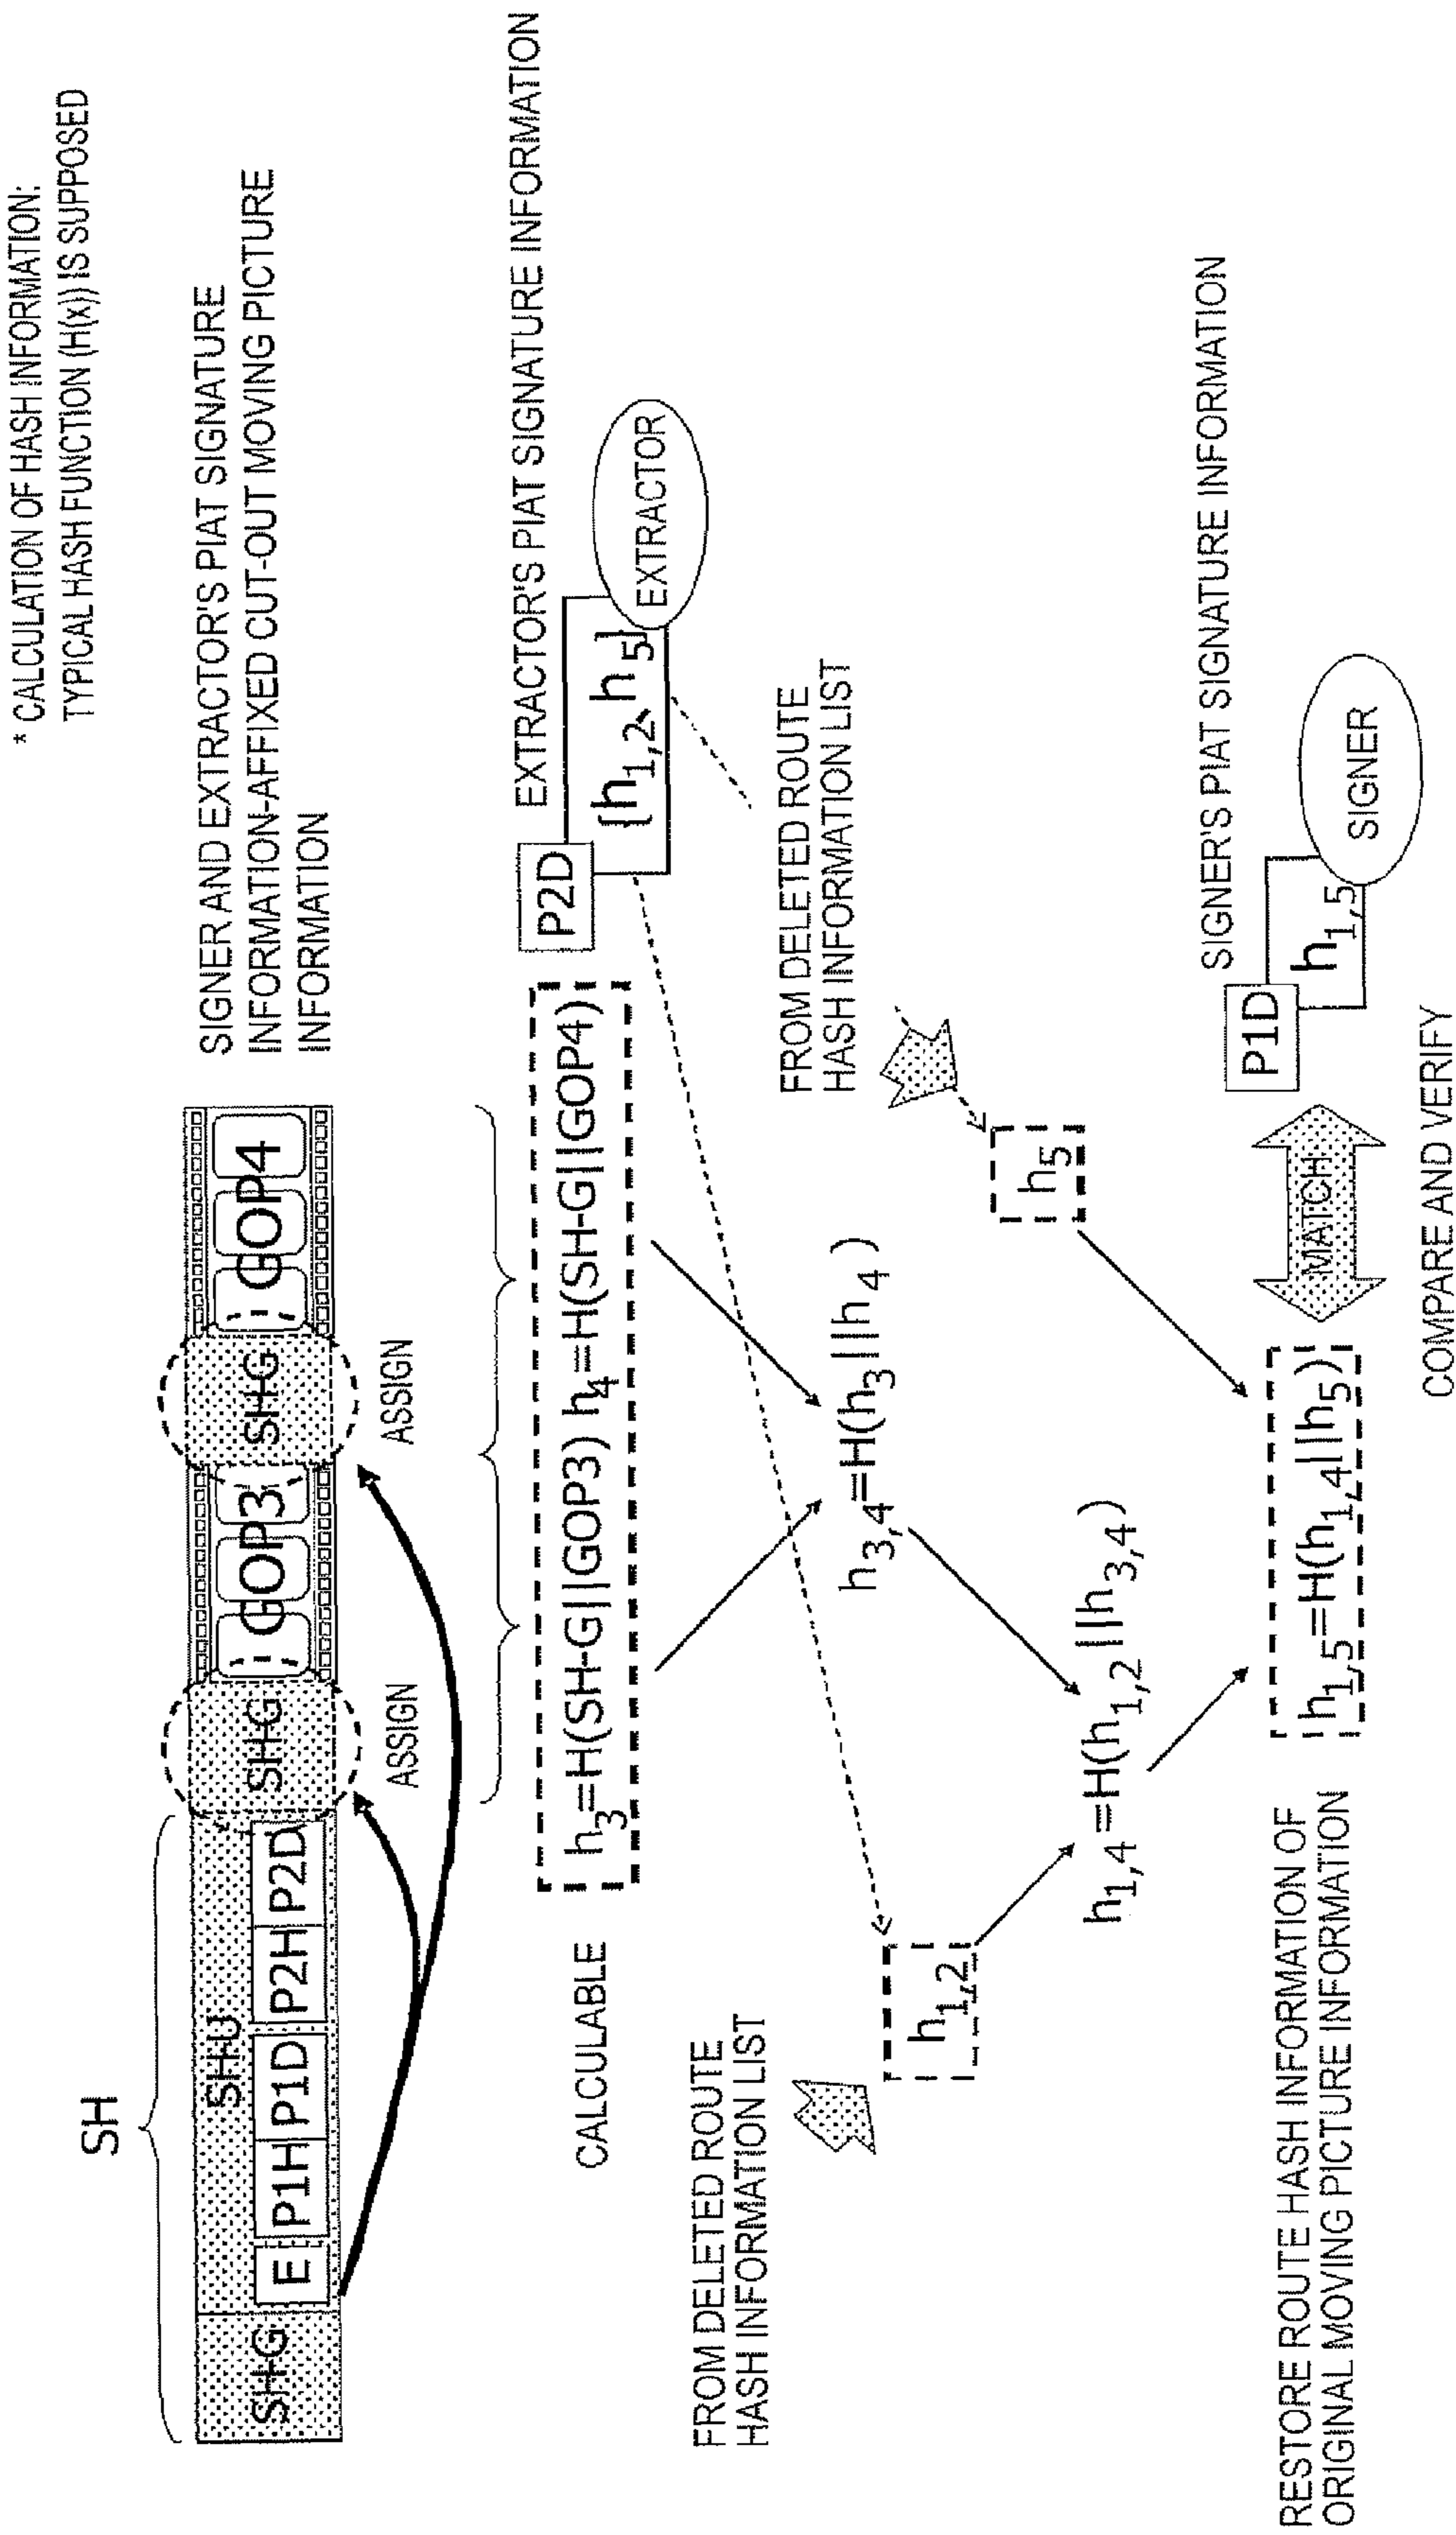 * CALCULATION OF HASH INFORMATION:
TYPICAL HASH FUNCTION (H(x)) IS SUPPOSED
SH
SIGNER AND EXTRACTOR'S PIAT SIGNATURE
INFORMATION-AFFIXED CUT-OUT MOVING PICTURE
INFORMATION
SH-G
SH-U
E P1H P1D P2H P2D
SH-G
GOP3
SH-G
GOP4
ASSIGN
ASSIGN
EXTRACTOR'S PIAT SIGNATURE INFORMATION
CALCULABLE
h3=H(SH-G||GOP3) h4=H(SH-G||GOP4)
P2D
{h1,2、h5}
EXTRACTOR
FROM DELETED ROUTE
HASH INFORMATION LIST
FROM DELETED ROUTE
HASH INFORMATION LIST
h3,4=H(h3||h4)
h1,2
h5
h1,4=H(h1,2||h3,4)
SIGNER'S PIAT SIGNATURE INFORMATION
RESTORE ROUTE HASH INFORMATION OF
ORIGINAL MOVING PICTURE INFORMATION
h1,5=H(h1,4||h5)
MATCH
P1D
h1,5
SIGNER
COMPARE AND VERIFY